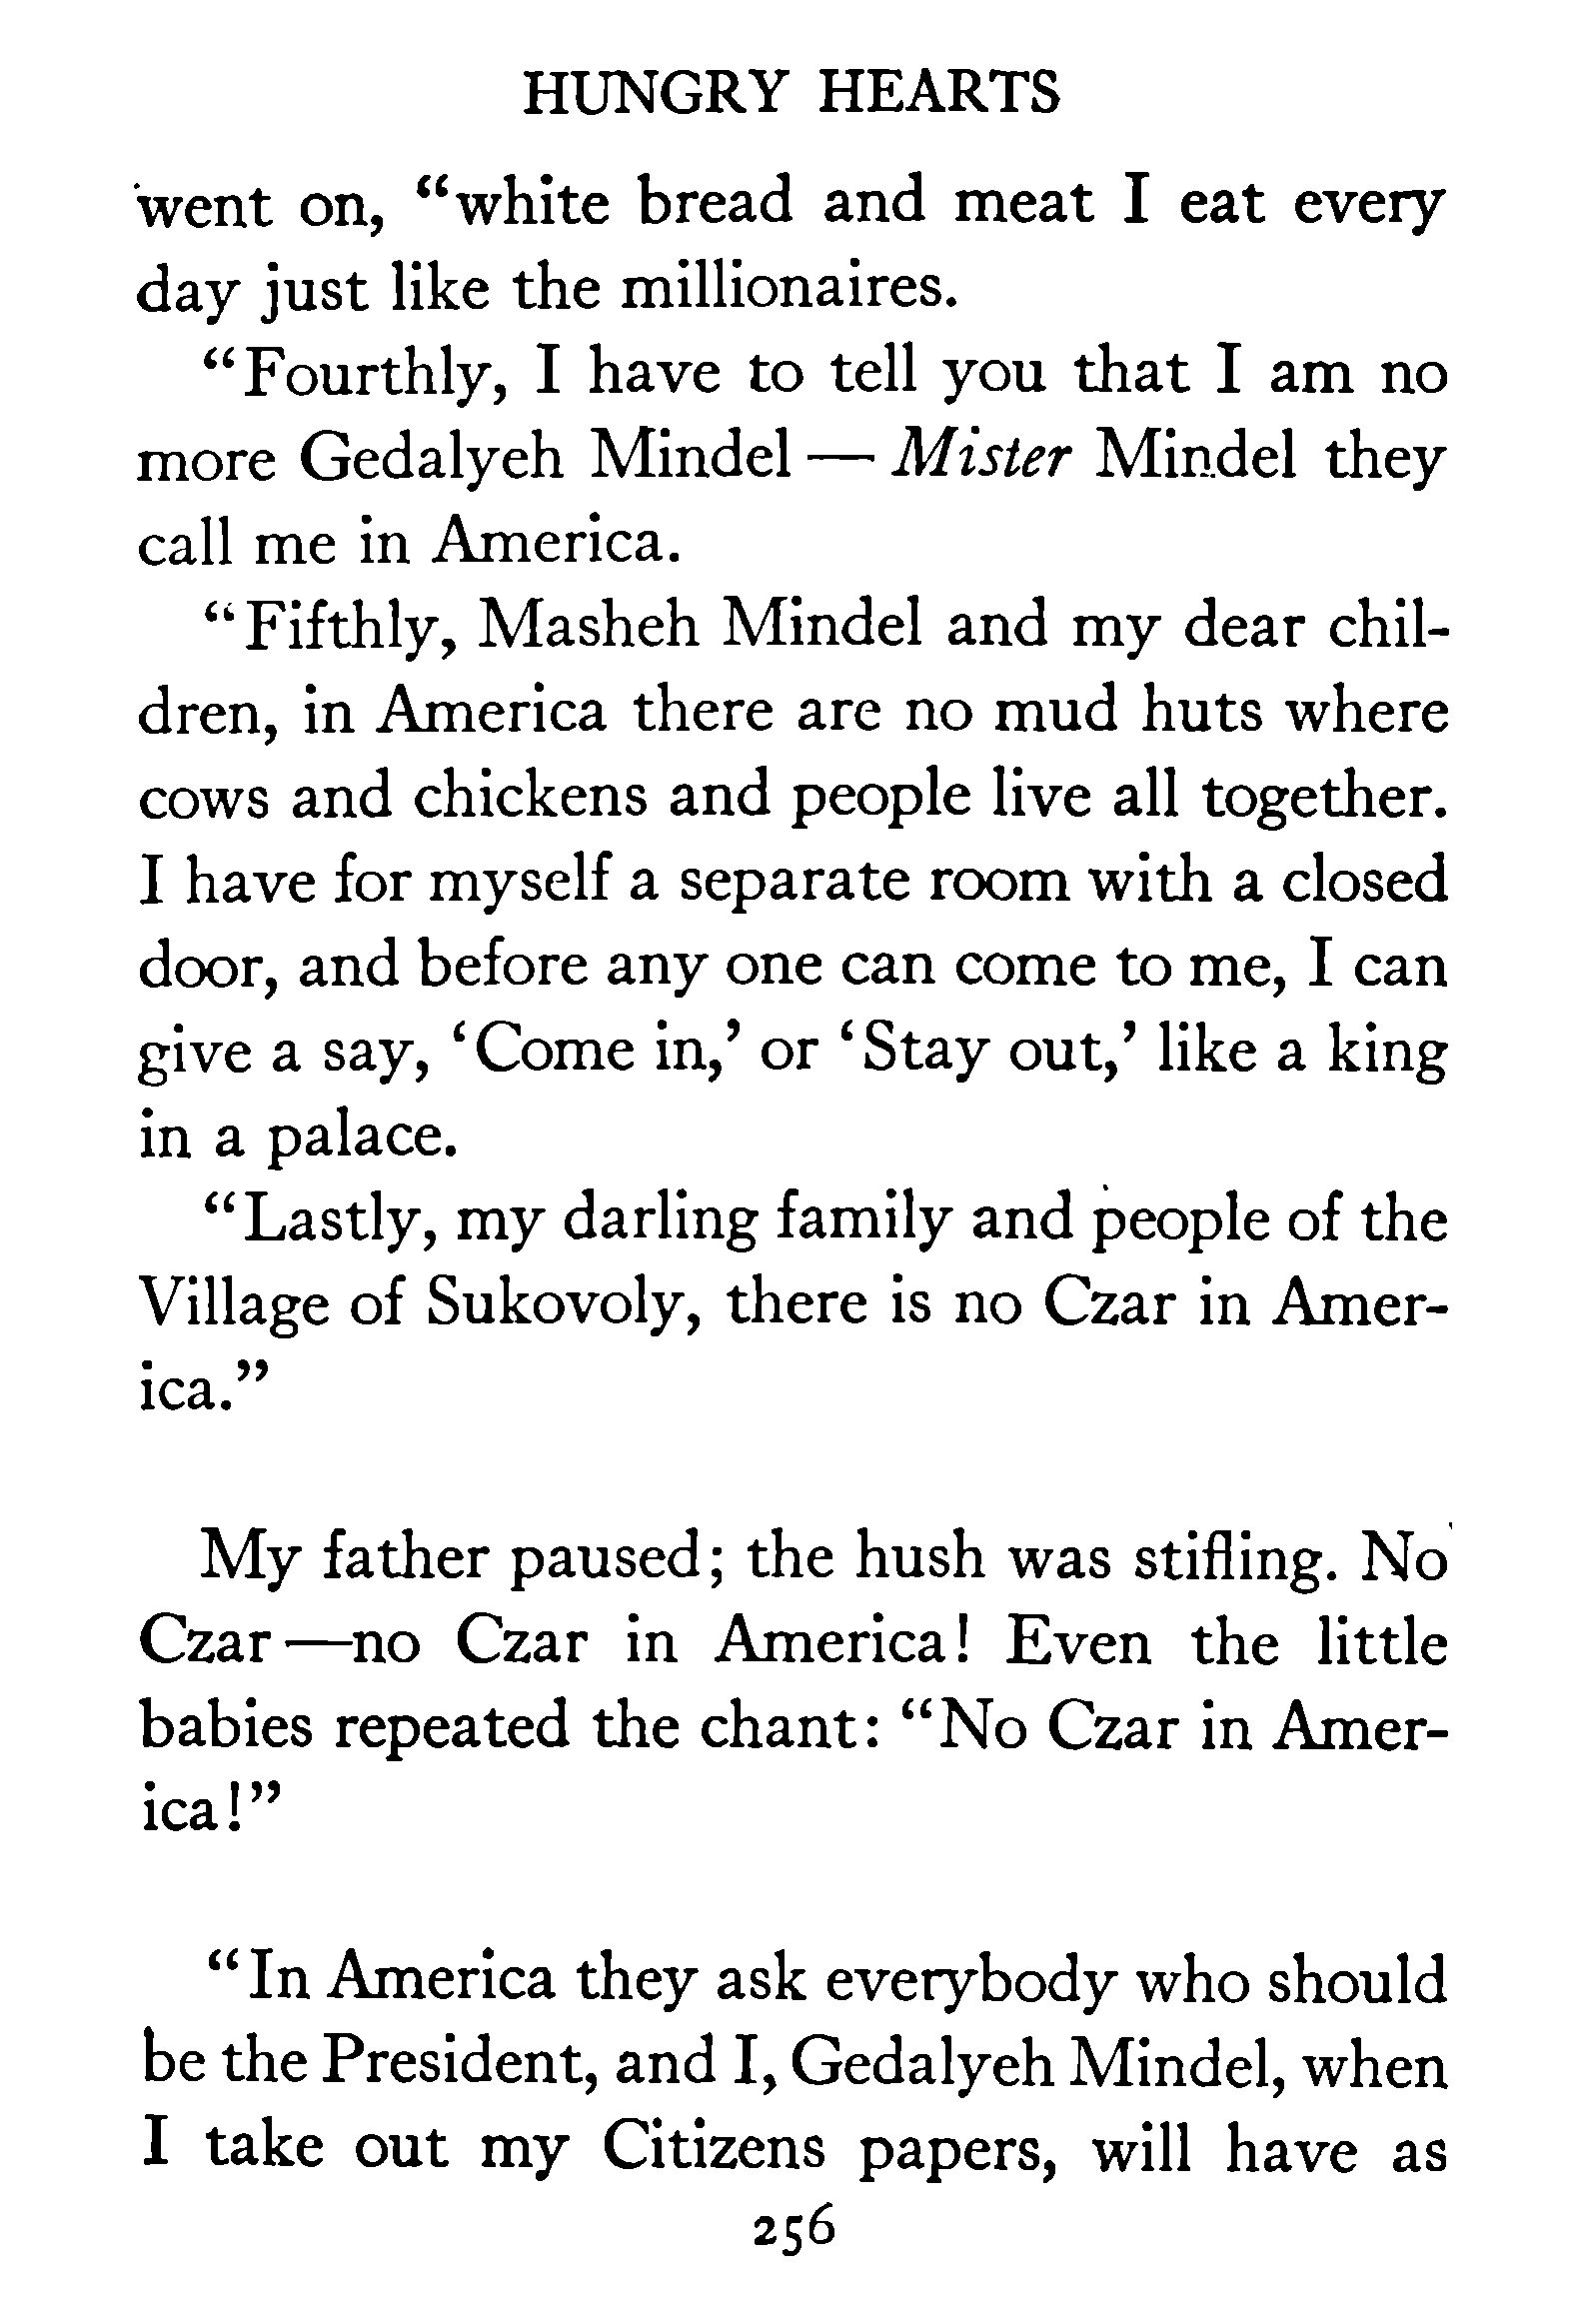 HUNGRY HEARTS
went on, “white bread and meat I eat every
day just like the millionaires.
“Fourthly, I have to tell you that I am no
more Gedalyeh Mindel — Mister Mindel they
call me in America.
“Fifthly, Masheh Mindel and my dear chil-
dren, in America there are no mud huts where
cows and chickens and people live all together.
I have for myself a separate room with a closed
door, and before any one can come to me, I can
give a say, ‘Come in,’ or ‘Stay out,’ like a king
in a palace.
“Lastly, my darling family and people of the
Village of Sukovoly, there is no Czar in Amer-
ica.”
My father paused; the hush was stifling. No
Czar—no Czar in America! Even the little
babies repeated the chant: “No Czar in Amer-
ica!”
“In America they ask everybody who should
be the President, and I, Gedalyeh Mindel, when
I take out my Citizens papers, will have as
256